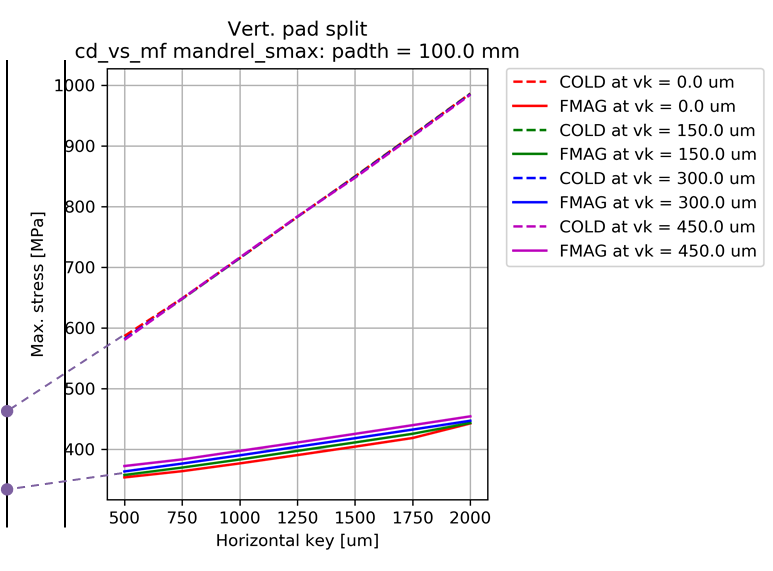 Vert. pad split
cd_vs_mf mandrel_smax: padth = 100.0 mm
1000
900
800
700
600
500
400
Max. stress [MPa]
500 750 1000 1250 1500 1750 2000
Horizontal key [um]
COLD at vk = 0.0 um
FMAG at vk = 0.0 um
COLD at vk = 150.0 um
FMAG at vk = 150.0 um
COLD at vk = 300.0 um
FMAG at vk = 300.0 um
COLD at vk = 450.0 um
FMAG at vk = 450.0 um